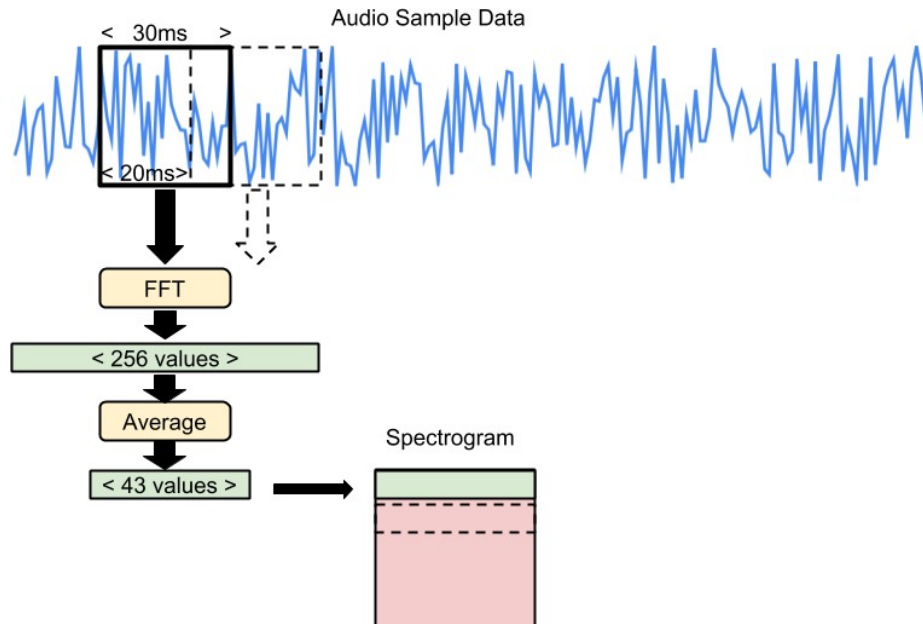 Audio Sample Data
< 30ms >
< 20ms>
FFT
< 256 values >
Average
Spectrogram
< 43 values >